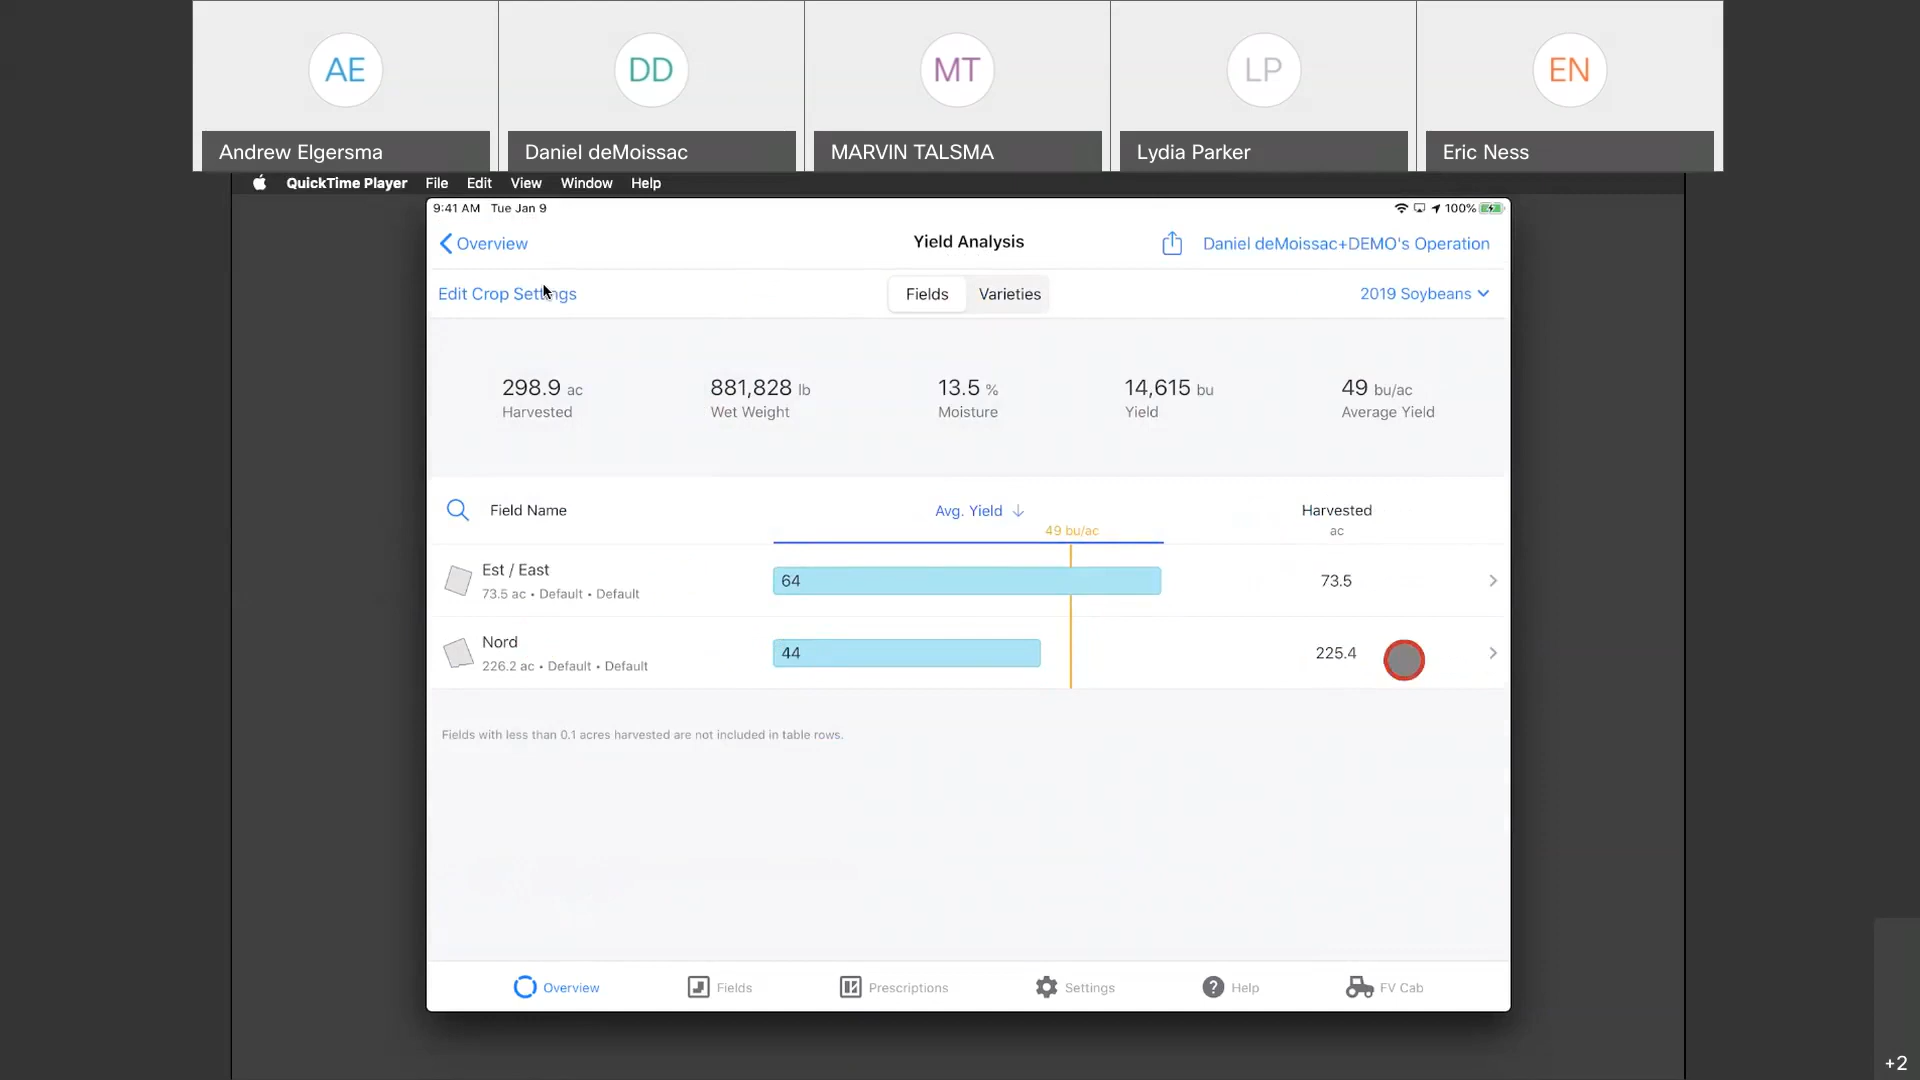 AE
DD
MT
LP
EN
Andrew Elgersma
Daniel deMoissac
MARVIN TALSMA
Lydia Parker
Eric Ness
QuickTime Player File Edit View Window Help
9:41 AM Tue Jan 9
100%
Overview
Yield Analysis
Daniel deMoissac+DEMO's Operation
Edit Crop Settings
Fields
Varieties
2019 Soybeans
298.9 ac
Harvested
881,828 lb
Wet Weight
13.5 %
Moisture
14,615 bu
Yield
49 bu/ac
Average Yield
Field Name
Avg. Yield
49 bu/ac
Harvested
ac
Est / East
73.5 ac • Default • Default
64
73.5
Nord
226.2 ac • Default • Default
44
225.4
Fields with less than 0.1 acres harvested are not included in table rows.
Overview
Fields
Prescriptions
Settings
Help
FV Cab
+2